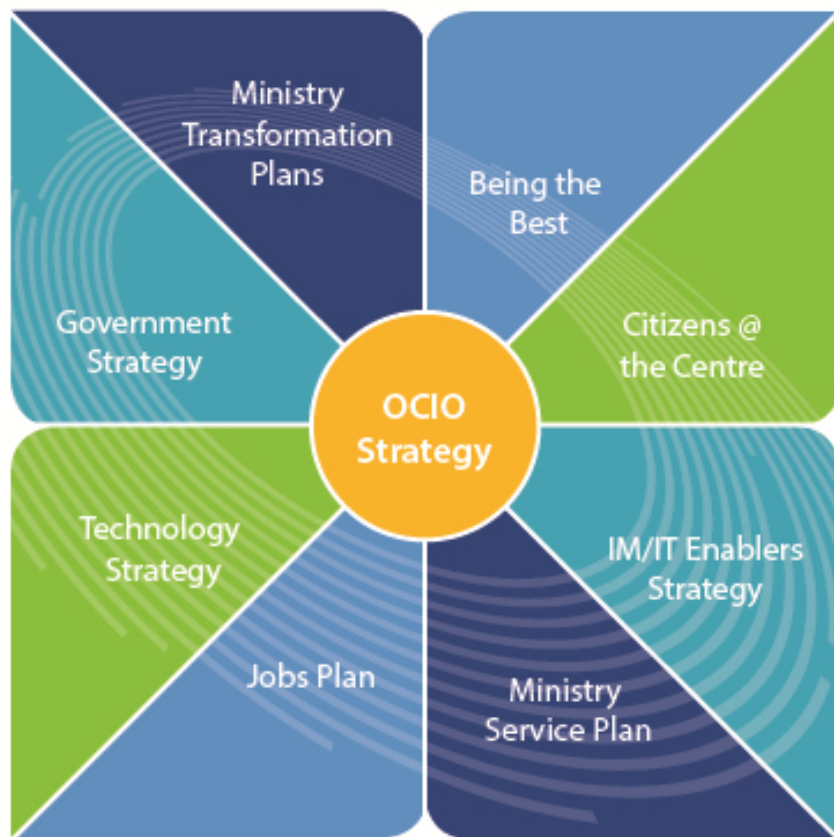 Ministry
Transformation
Plans
Being the
Best
Government
Strategy
Citizens @
the Centre
OCIO
Strategy
Technology
Strategy
IM/IT Enablers
Strategy
Jobs Plan
Ministry
Service Plan